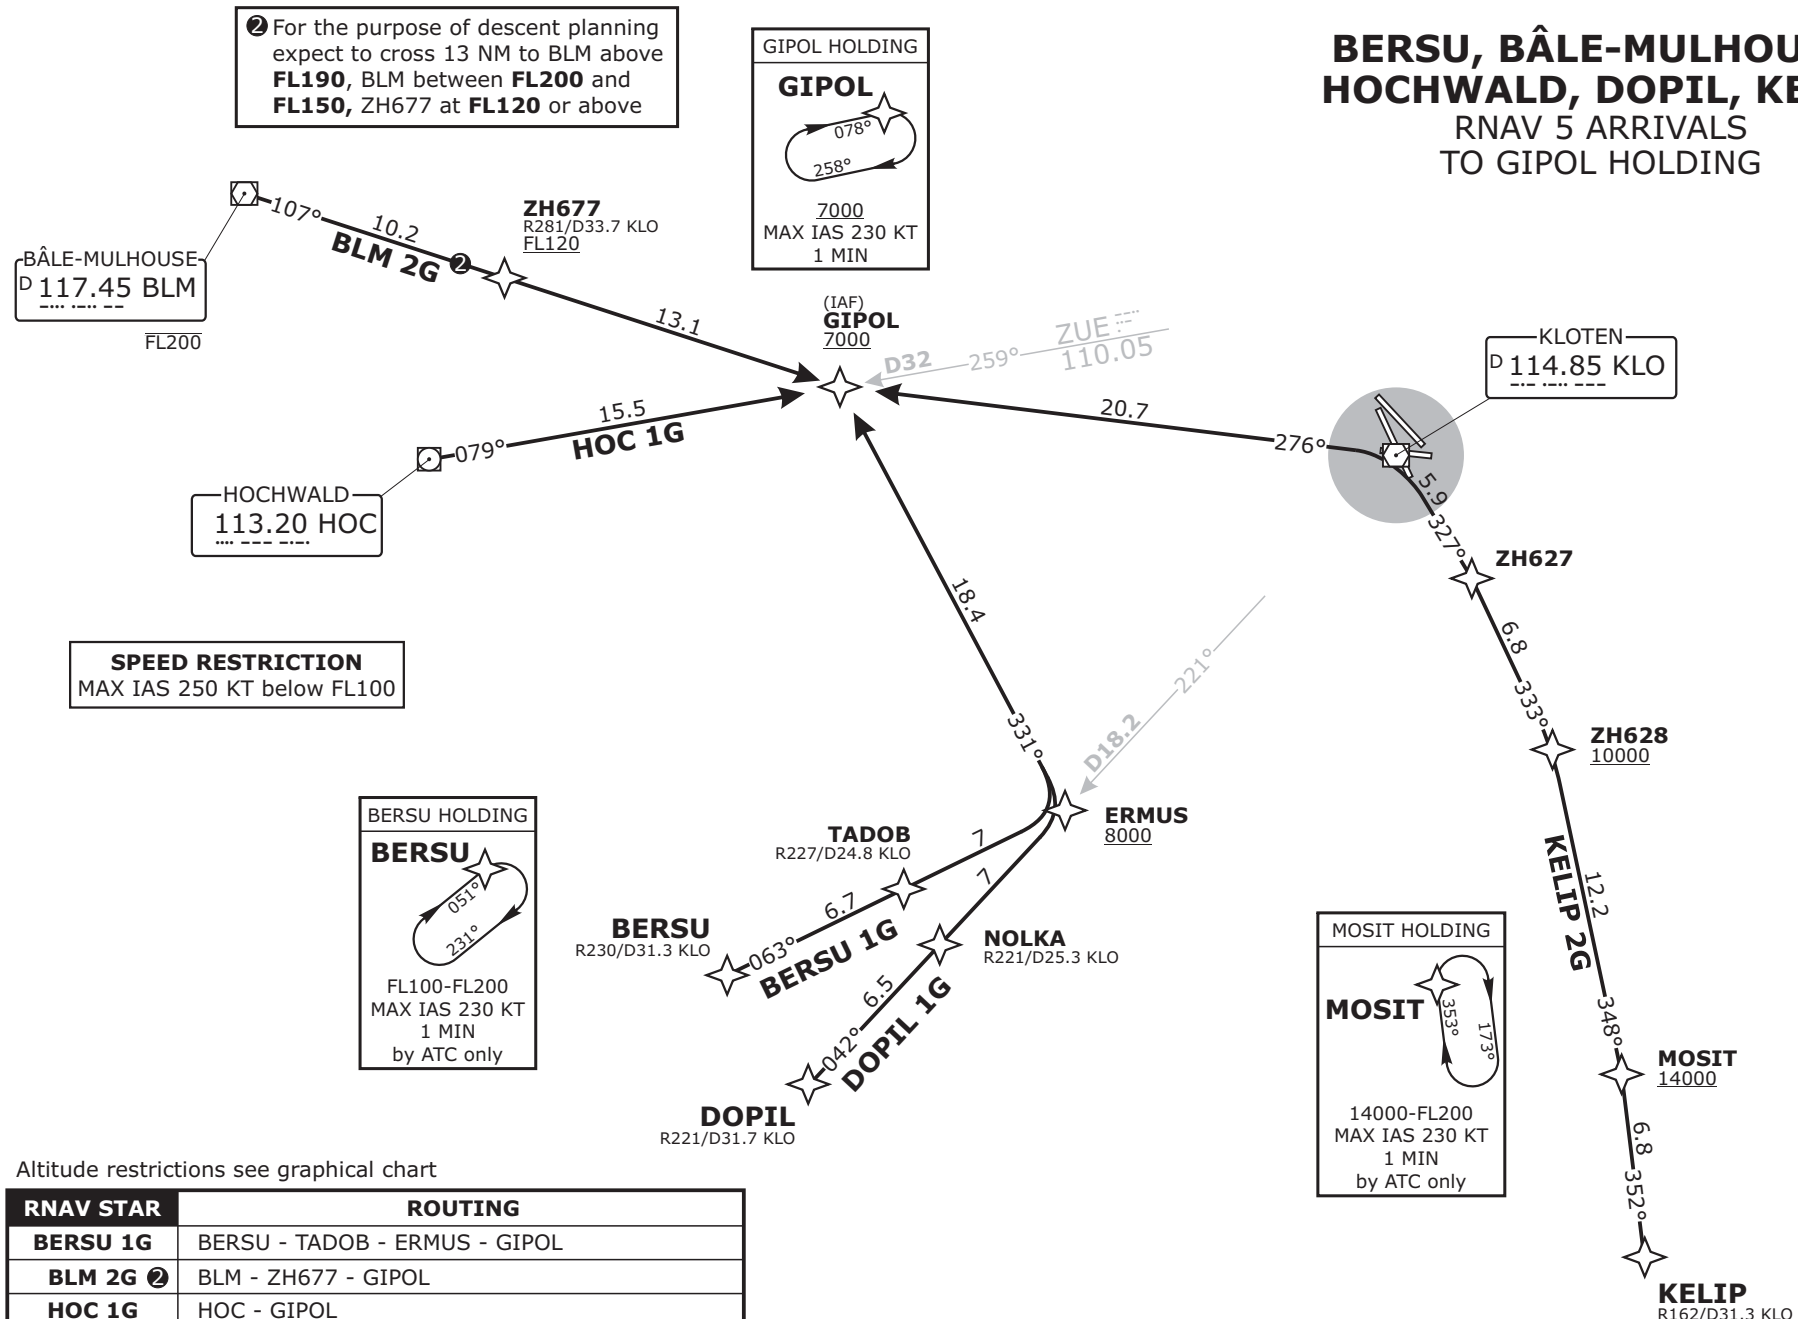 ❷ For the purpose of descent planning
expect to cross 13 NM to BLM above
FL190, BLM between FL200 and
FL150, ZH677 at FL120 or above
GIPOL HOLDING
GIPOL
078°
258°
7000
MAX IAS 230 KT
1 MIN
BERSU, BÂLE-MULHOU
HOCHWALD, DOPIL, KE
RNAV 5 ARRIVALS
TO GIPOL HOLDING
107°
10.2
BLM 2G ❷
ZH677
R281/D33.7 KLO
FL120
BÂLE-MULHOUSE
D 117.45 BLM
FL200
13.1
(IAF)
GIPOL
7000
D32
259°
ZUE
110.05
KLOTEN
D 114.85 KLO
079°
15.5
HOC 1G
HOCHWALD
113.20 HOC
20.7
276°
5.9
327°
ZH627
6.8
333°
ZH628
10000
18.4
331°
SPEED RESTRICTION
MAX IAS 250 KT below FL100
D18.2
221°
ERMUS
8000
BERSU HOLDING
BERSU
051°
231°
FL100-FL200
MAX IAS 230 KT
1 MIN
by ATC only
TADOB
R227/D24.8 KLO
7
7
6.7
BERSU
R230/D31.3 KLO
063°
BERSU 1G
NOLKA
R221/D25.3 KLO
6.5
042°
DOPIL 1G
DOPIL
R221/D31.7 KLO
KELIP 2G
12.2
348°
MOSIT HOLDING
MOSIT
353°
173°
14000-FL200
MAX IAS 230 KT
1 MIN
by ATC only
MOSIT
14000
6.8
352°
KELIP
R162/D31.3 KLO
Altitude restrictions see graphical chart
RNAV STAR ROUTING
BERSU 1G BERSU - TADOB - ERMUS - GIPOL
BLM 2G ❷ BLM - ZH677 - GIPOL
HOC 1G HOC - GIPOL